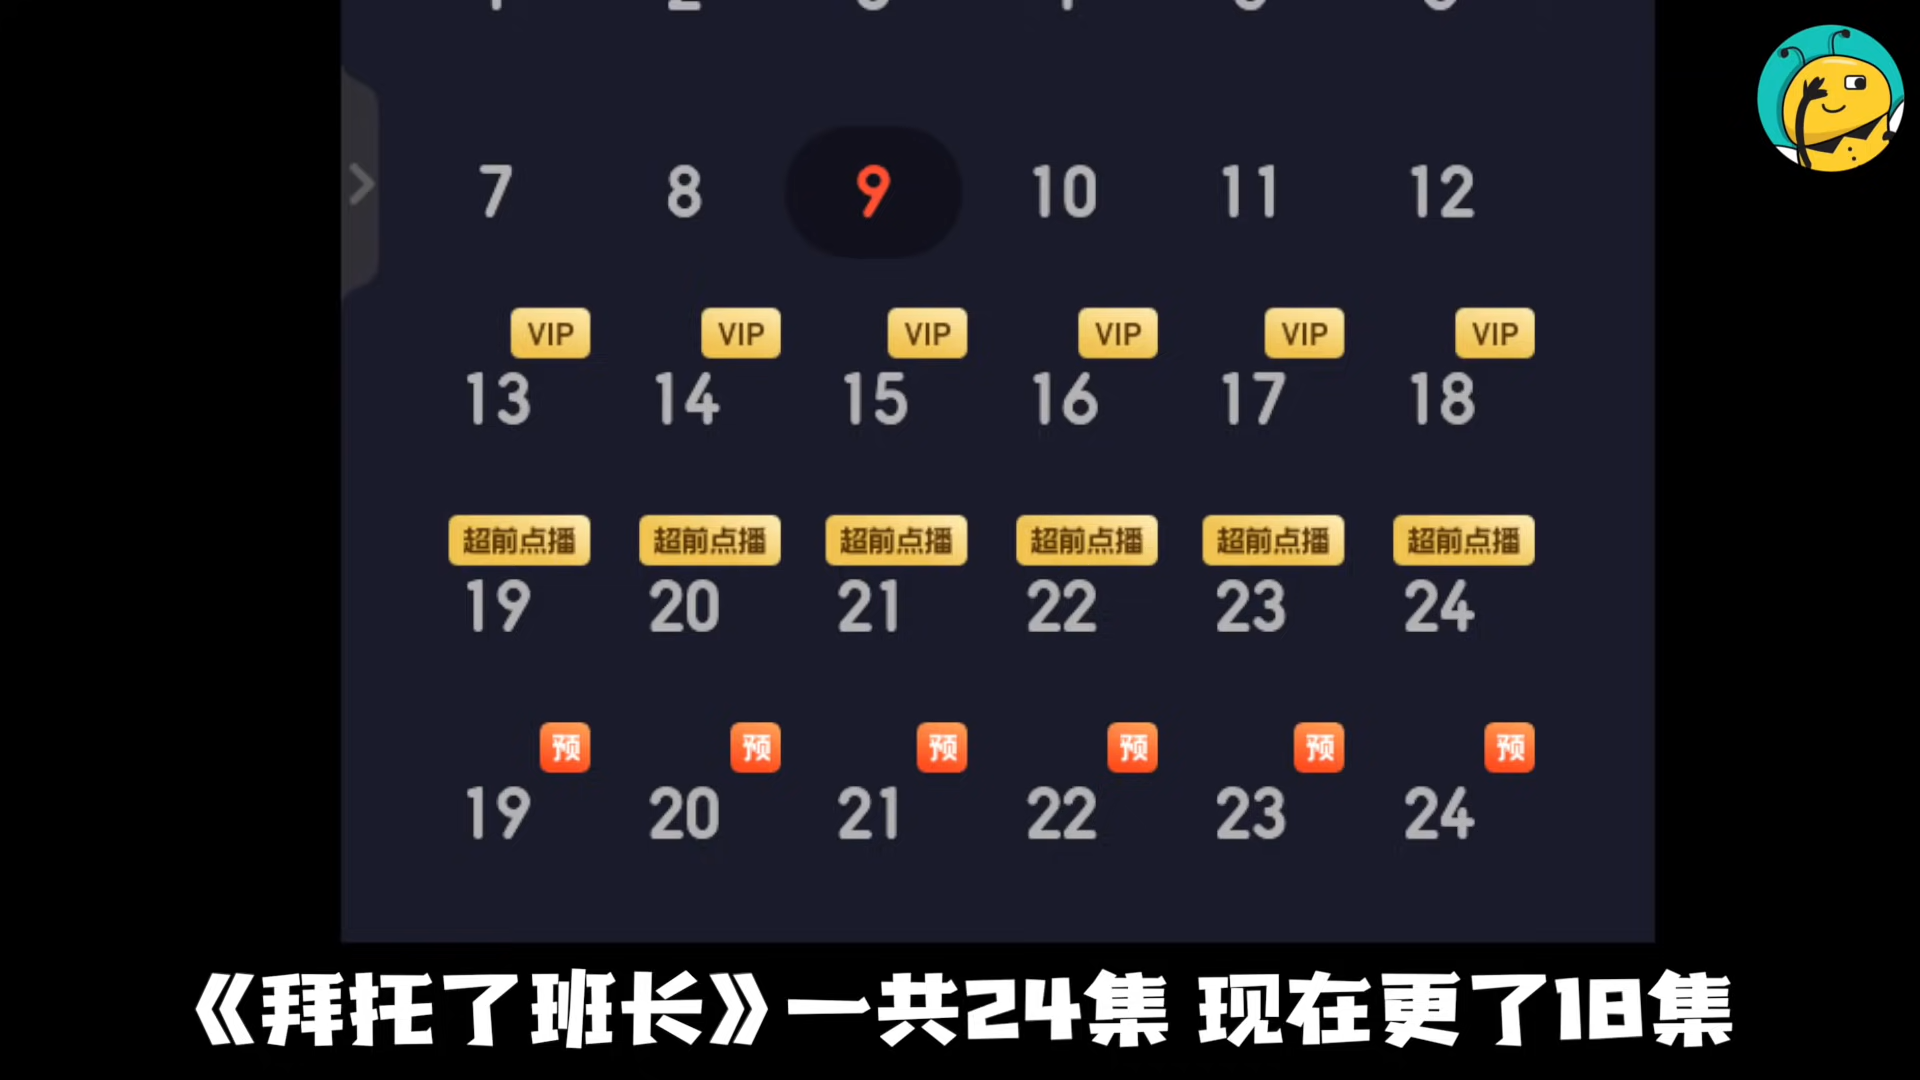 7 8 9 10 11 12
VIP VIP VIP VIP VIP VIP
13 14 15 16 17 18
超前点播 超前点播 超前点播 超前点播 超前点播 超前点播
19 20 21 22 23 24
预 预 预 预 预 预
19 20 21 22 23 24
《拜托了班长》一共24集 现在更了18集